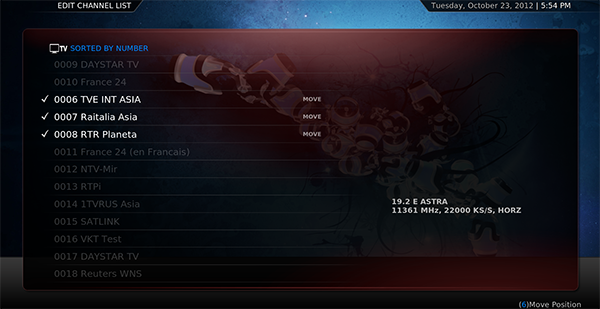 EDIT CHANNEL LIST
Tuesday, October 23, 2012 | 5:54 PM
TV SORTED BY NUMBER
0009 DAYSTAR TV
0010 France 24
✓ 0006 TVE INT ASIA MOVE
✓ 0007 Raitalia Asia MOVE
✓ 0008 RTR Planeta MOVE
0011 France 24 (en Francais)
0012 NTV-Mir
0013 RTPi
0014 1TVRUS Asia
0015 SATLINK
0016 VKT Test
0017 DAYSTAR TV
0018 Reuters WNS
19.2 E ASTRA
11361 MHz, 22000 KS/S, HORZ
(6)Move Position